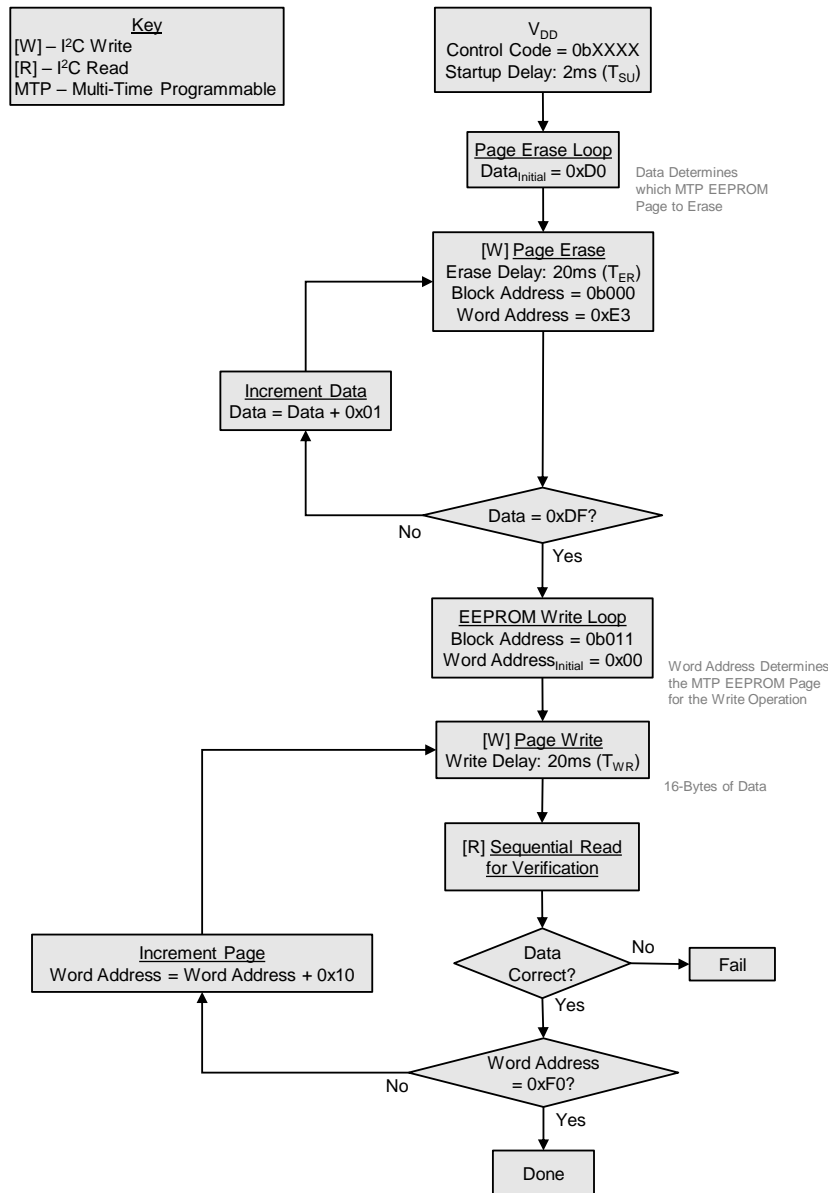 Key
[W] – I²C Write
[R] – I²C Read
MTP – Multi-Time Programmable
V_DD
Control Code = 0bXXXX
Startup Delay: 2ms (T_SU)
Page Erase Loop
Data_Initial = 0xD0
Data Determines
which MTP EEPROM
Page to Erase
[W] Page Erase
Erase Delay: 20ms (T_ER)
Block Address = 0b000
Word Address = 0xE3
Increment Data
Data = Data + 0x01
Data = 0xDF?
No
Yes
EEPROM Write Loop
Block Address = 0b011
Word Address_Initial = 0x00
Word Address Determines
the MTP EEPROM Page
for the Write Operation
[W] Page Write
Write Delay: 20ms (T_WR)
16-Bytes of Data
[R] Sequential Read
for Verification
Increment Page
Word Address = Word Address + 0x10
Data
Correct?
No
Fail
Yes
Word Address
= 0xF0?
No
Yes
Done